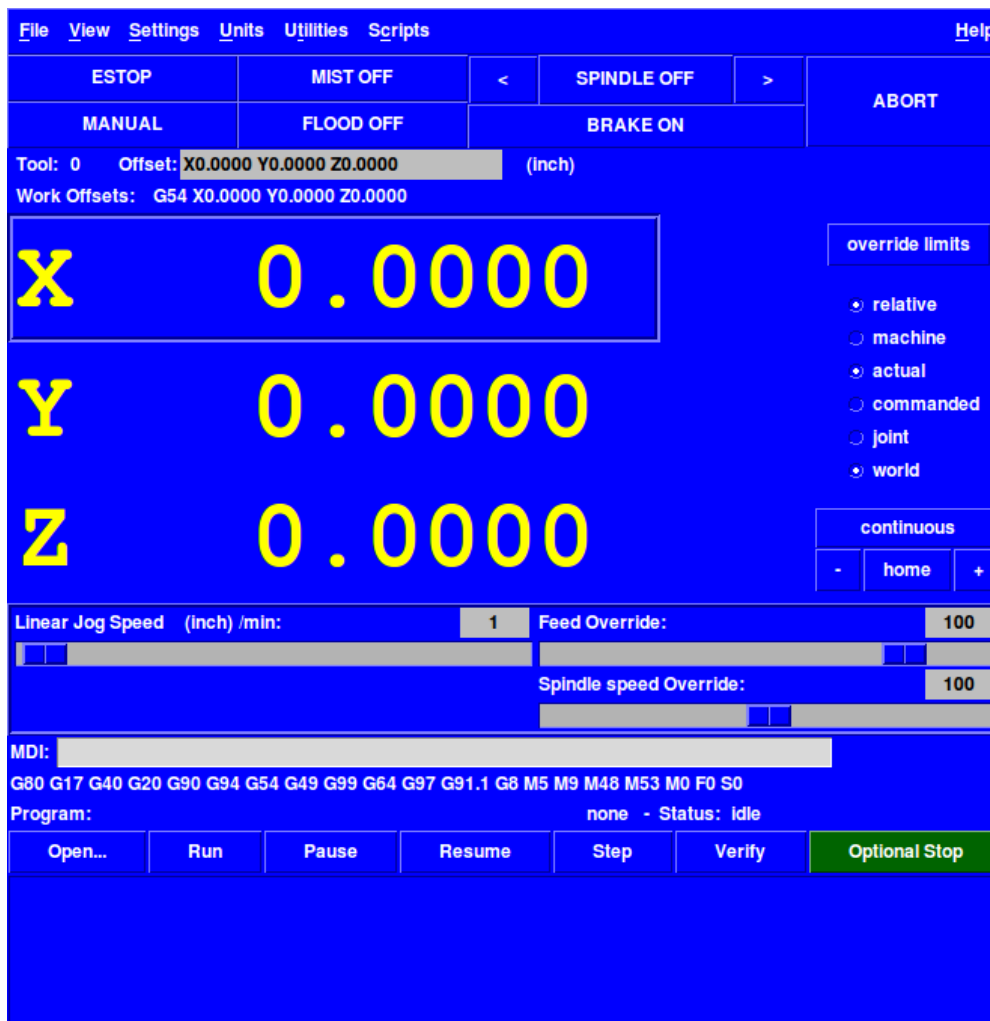 File View Settings Units Utilities Scripts Help
ESTOP MIST OFF < SPINDLE OFF > ABORT
MANUAL FLOOD OFF BRAKE ON
Tool: 0 Offset: X0.0000 Y0.0000 Z0.0000 (inch)
Work Offsets: G54 X0.0000 Y0.0000 Z0.0000
X 0.0000
override limits
relative
machine
Y 0.0000
actual
commanded
joint
world
Z 0.0000
continuous
- home +
Linear Jog Speed (inch) /min: 1 Feed Override: 100
Spindle speed Override: 100
MDI:
G80 G17 G40 G20 G90 G94 G54 G49 G99 G64 G97 G91.1 G8 M5 M9 M48 M53 M0 F0 S0
Program: none - Status: idle
Open... Run Pause Resume Step Verify Optional Stop